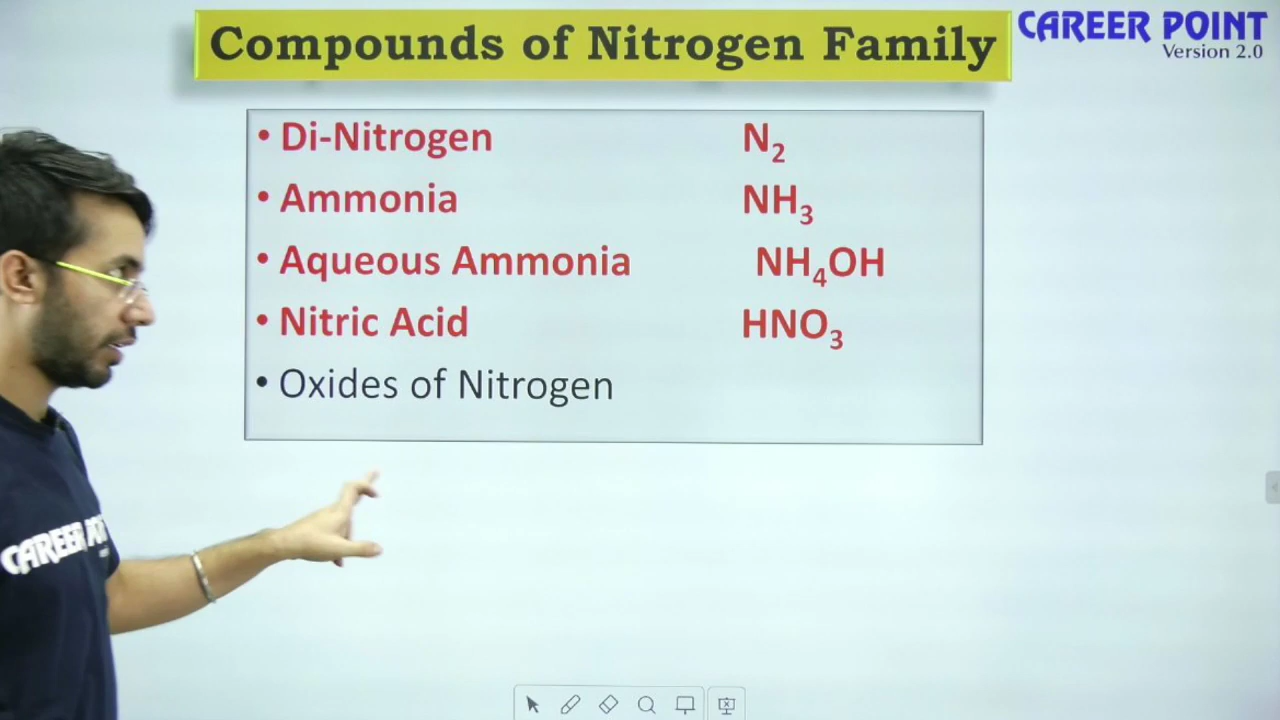 Compounds of Nitrogen Family
CAREER POINT
Version 2.0
• Di-Nitrogen N₂
• Ammonia NH₃
• Aqueous Ammonia NH₄OH
• Nitric Acid HNO₃
• Oxides of Nitrogen
CAREER